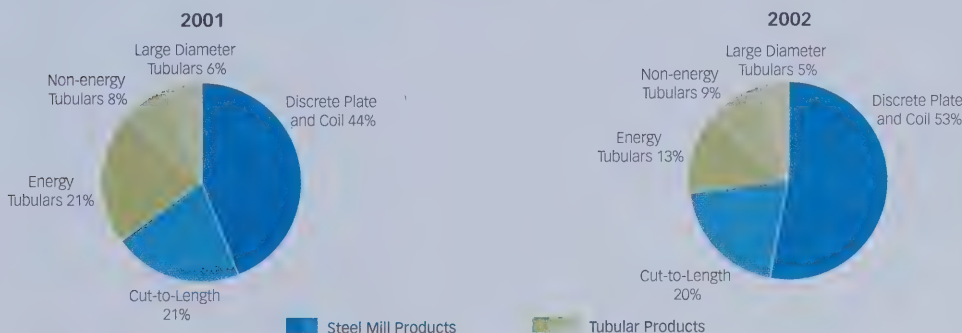 2001
Large Diameter
Tubulars 6%
Non-energy
Tubulars 8%
Discrete Plate
and Coil 44%
Energy
Tubulars 21%
Cut-to-Length
21%
2002
Large Diameter
Tubulars 5%
Non-energy
Tubulars 9%
Discrete Plate
and Coil 53%
Energy
Tubulars 13%
Cut-to-Length
20%
Steel Mill Products
Tubular Products